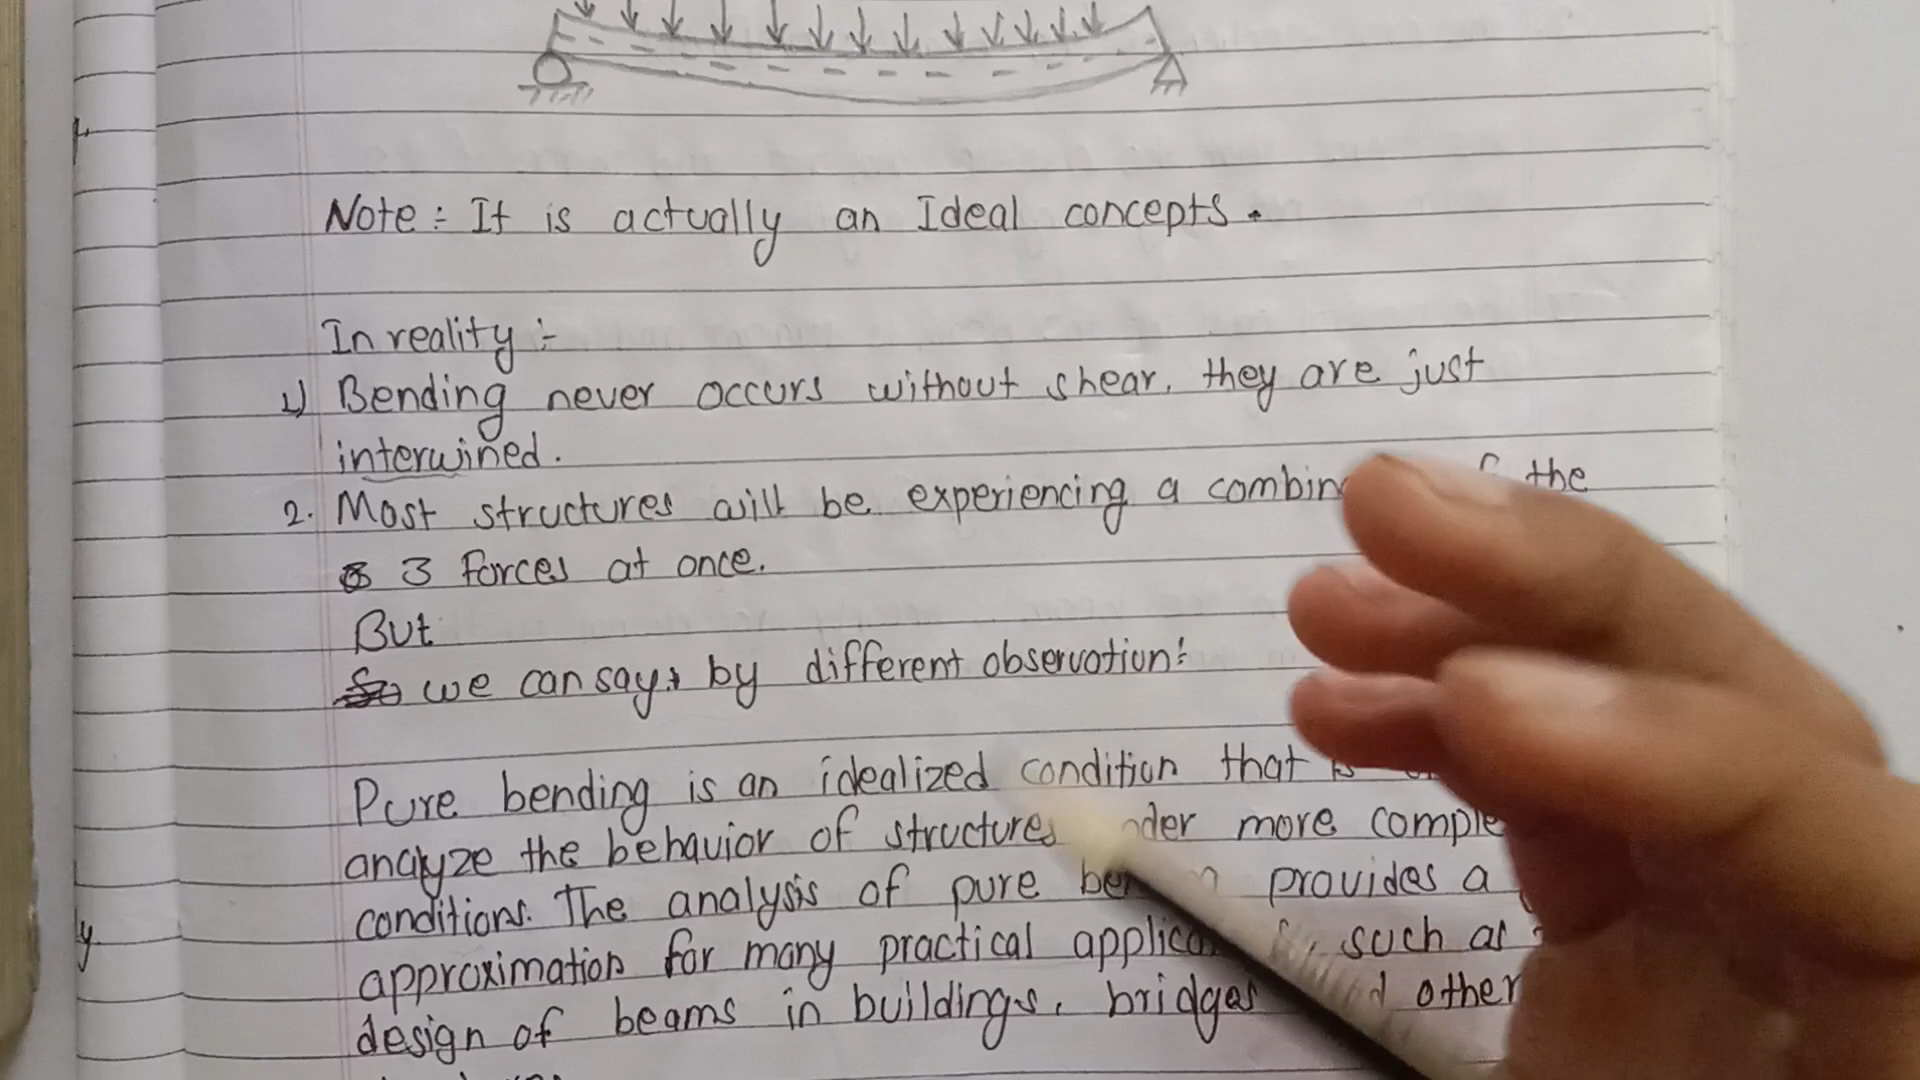 Note : It is actually an Ideal concepts .
In reality :-
1) Bending never occurs without shear, they are just
interwined.
2. Most structures will be experiencing a the
3 forces at once.
But
we can say, by different observation :
Pure bending is an idealized condition that
analyze the behavior of structures more
conditions. The analysis of pure provides a
approximation for many practical such as
design of beams in buildings, bridges other